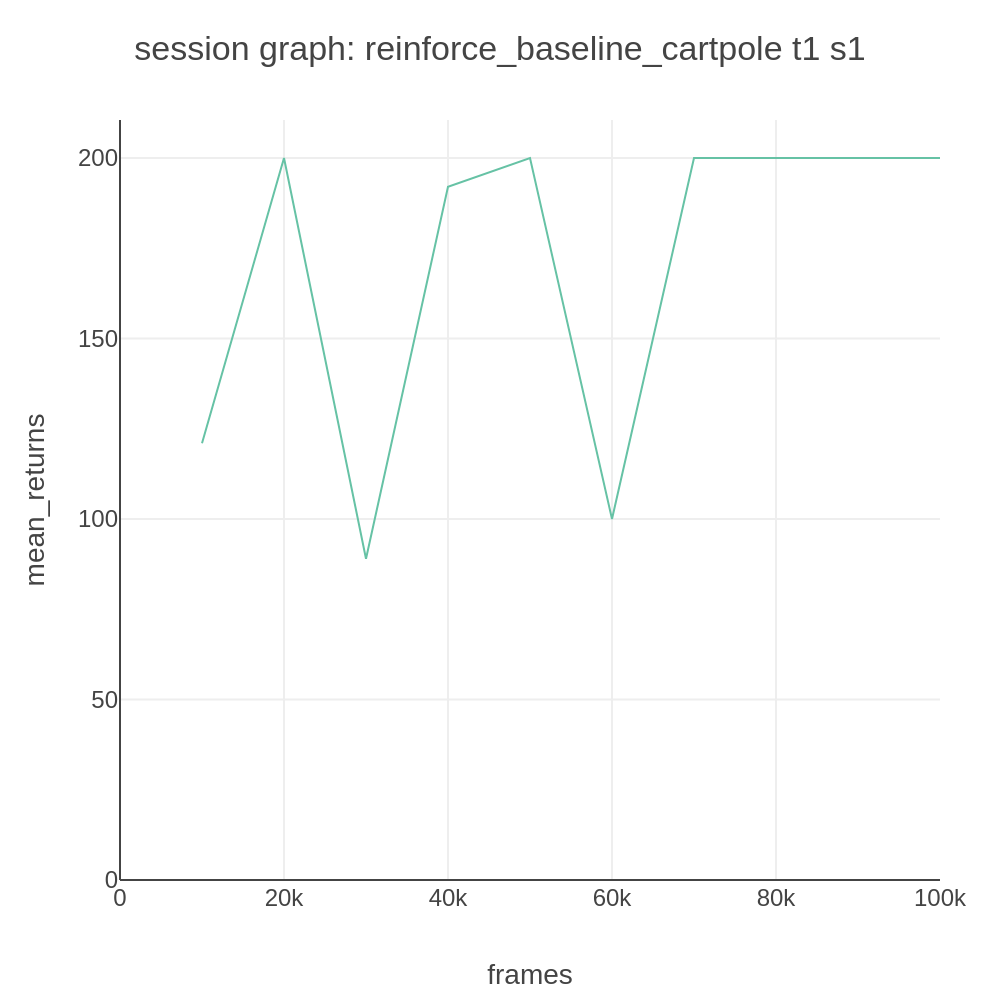 session graph: reinforce_baseline_cartpole t1 s1
200
150
100
50
0
mean_returns
0 20k 40k 60k 80k 100k
frames